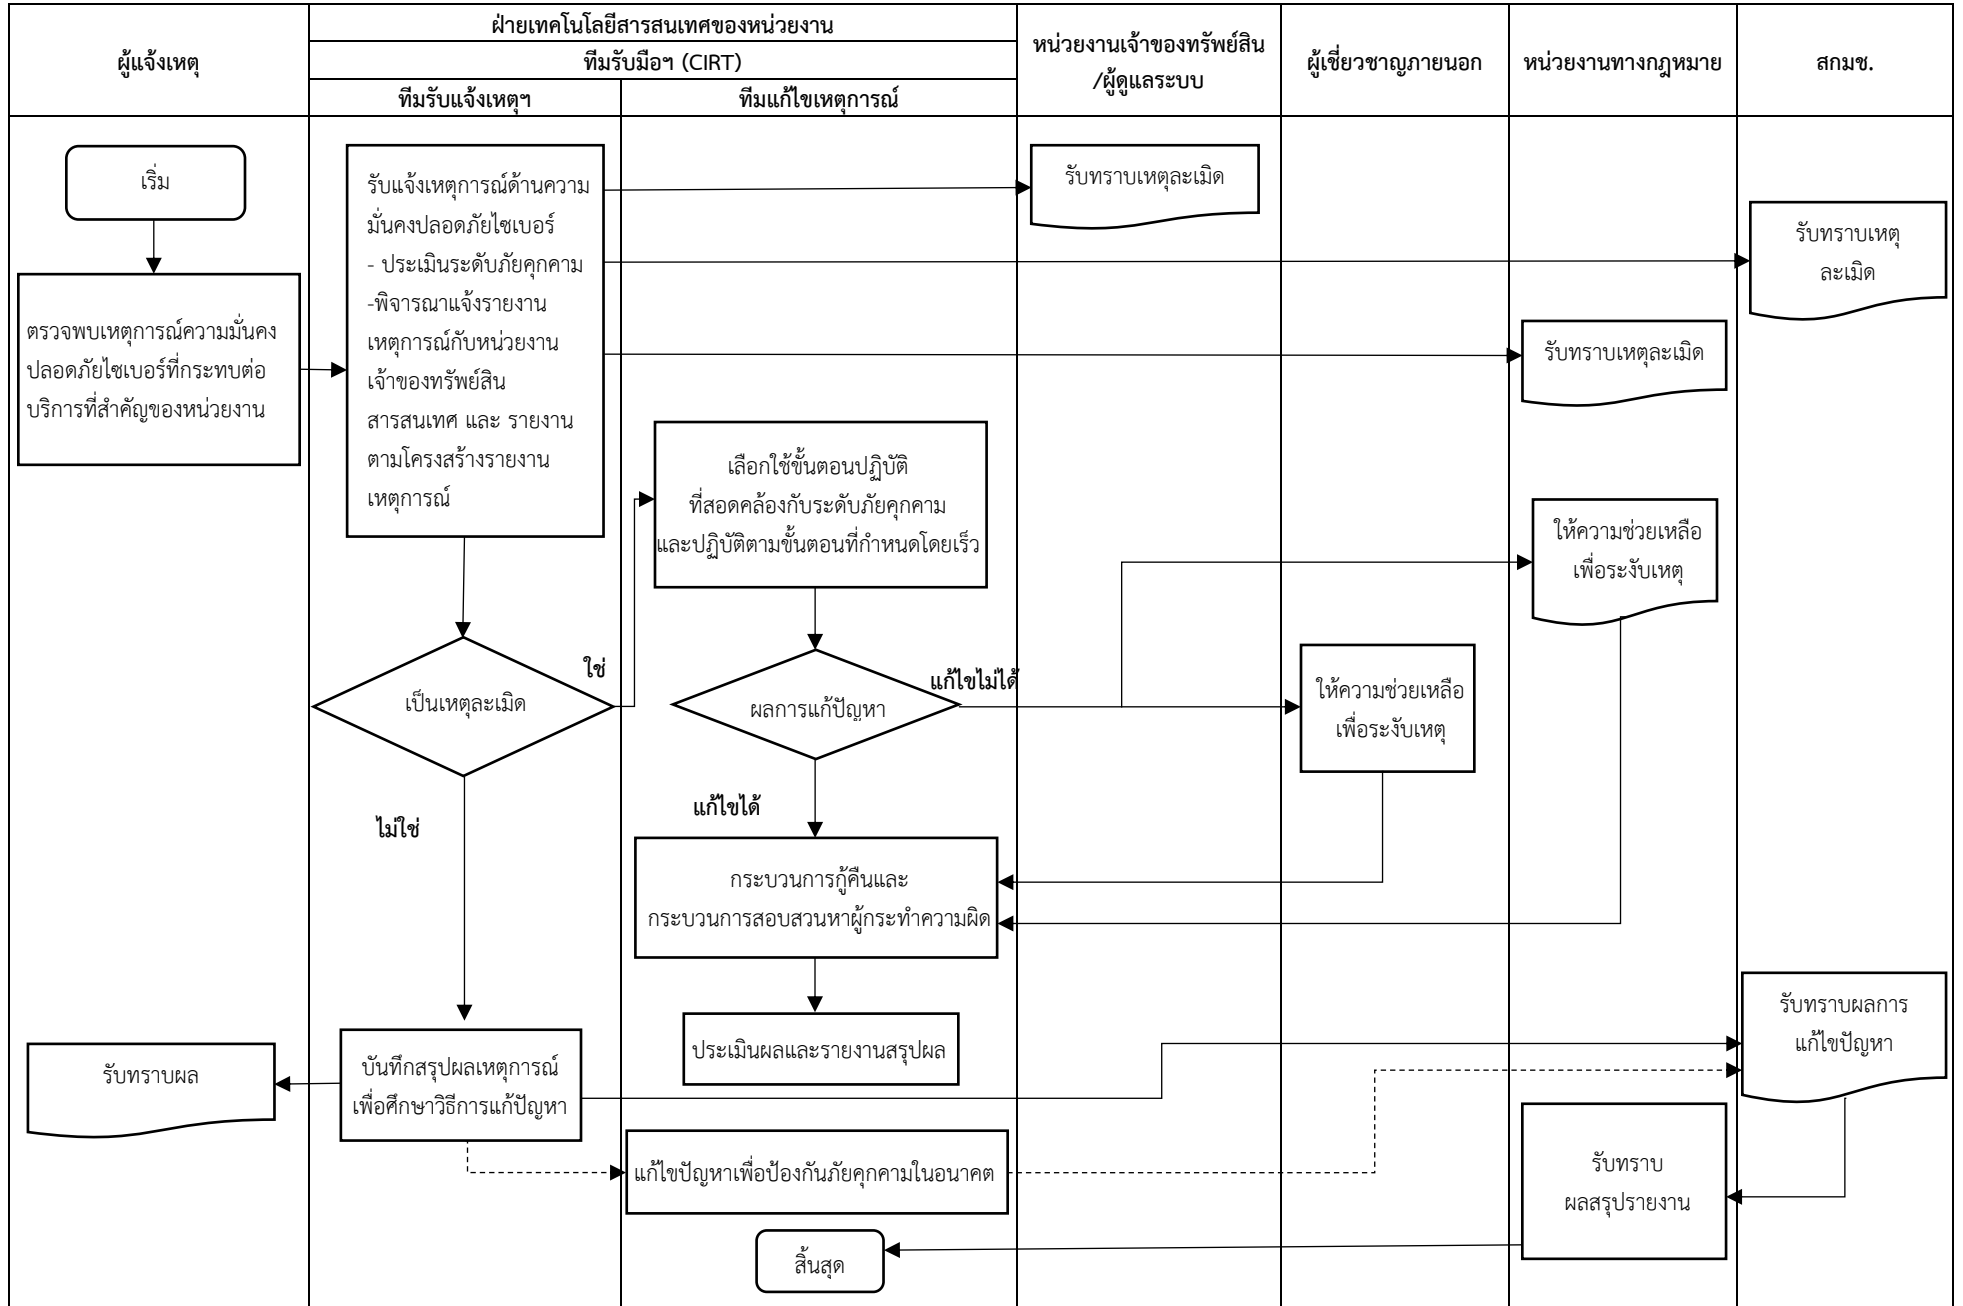 ผู้แจ้งเหตุ
ฝ่ายเทคโนโลยีสารสนเทศของหน่วยงาน
ทีมรับมือฯ (CIRT)
ทีมรับแจ้งเหตุฯ
ทีมแก้ไขเหตุการณ์
หน่วยงานเจ้าของทรัพย์สิน
/ผู้ดูแลระบบ
ผู้เชี่ยวชาญภายนอก
หน่วยงานทางกฎหมาย
สกมช.
เริ่ม
ตรวจพบเหตุการณ์ความมั่นคง
ปลอดภัยไซเบอร์ที่กระทบต่อ
บริการที่สำคัญของหน่วยงาน
รับแจ้งเหตุการณ์ด้านความ
มั่นคงปลอดภัยไซเบอร์
- ประเมินระดับภัยคุกคาม
-พิจารณาแจ้งรายงาน
เหตุการณ์กับหน่วยงาน
เจ้าของทรัพย์สิน
สารสนเทศ และ รายงาน
ตามโครงสร้างรายงาน
เหตุการณ์
รับทราบเหตุละเมิด
รับทราบเหตุ
ละเมิด
รับทราบเหตุละเมิด
เลือกใช้ขั้นตอนปฏิบัติ
ที่สอดคล้องกับระดับภัยคุกคาม
และปฏิบัติตามขั้นตอนที่กำหนดโดยเร็ว
ให้ความช่วยเหลือ
เพื่อระงับเหตุ
เป็นเหตุละเมิด
ใช่
ผลการแก้ปัญหา
แก้ไขไม่ได้
ให้ความช่วยเหลือ
เพื่อระงับเหตุ
ไม่ใช่
แก้ไขได้
กระบวนการกู้คืนและ
กระบวนการสอบสวนหาผู้กระทำความผิด
ประเมินผลและรายงานสรุปผล
รับทราบผลการ
แก้ไขปัญหา
รับทราบผล
บันทึกสรุปผลเหตุการณ์
เพื่อศึกษาวิธีการแก้ปัญหา
แก้ไขปัญหาเพื่อป้องกันภัยคุกคามในอนาคต
รับทราบ
ผลสรุปรายงาน
สิ้นสุด